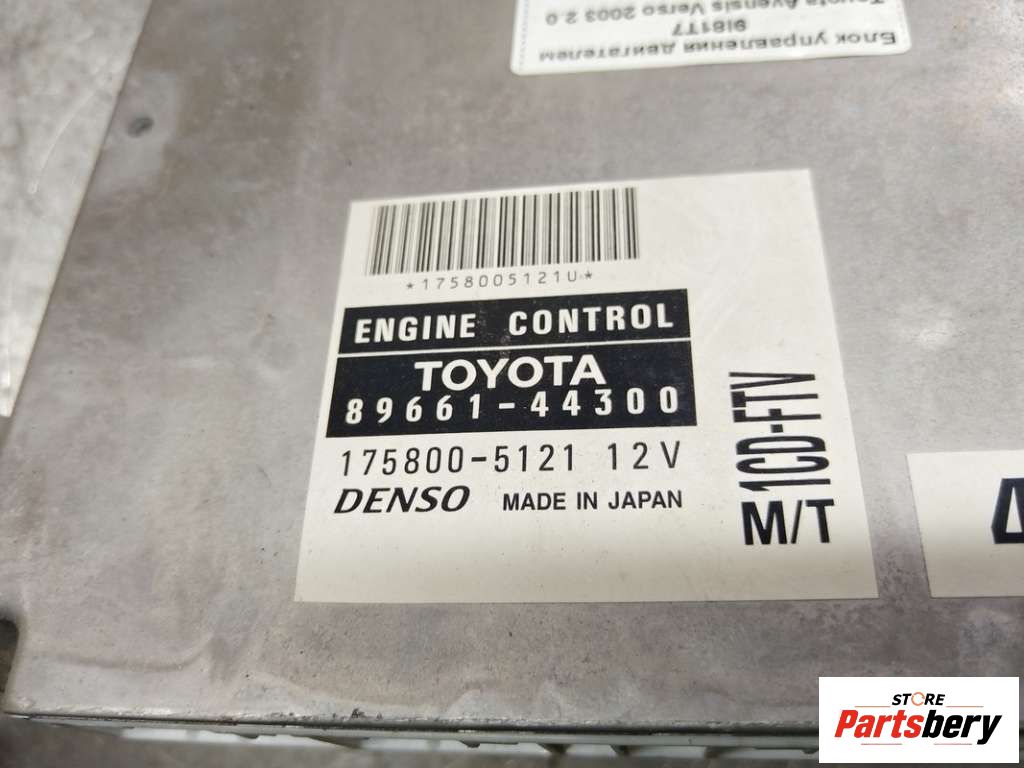 Блок управления двигателем
9I81T7
Toyota Avensis Verso 2003 2.0
*1758005121U*
ENGINE CONTROL
TOYOTA
89661-44300
175800-5121 12V
DENSO MADE IN JAPAN
1CD-FTV
M/T
STORE
Partsbery